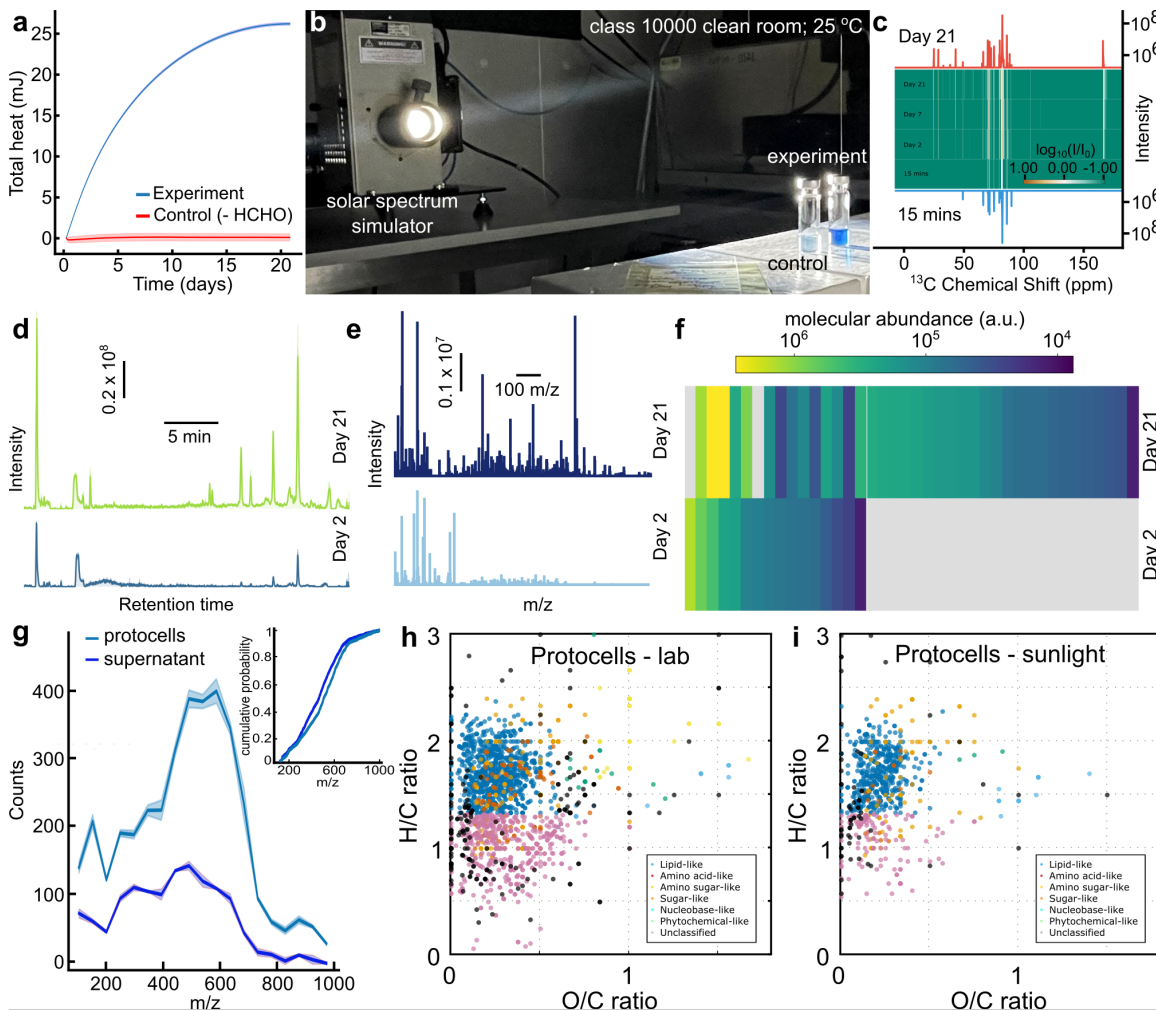 a
Total heat (mJ)
25
20
15
10
5
0
Experiment
Control (- HCHO)
0
5
10
15
20
Time (days)
b
class 10000 clean room; 25 ºC
WARNING!
solar spectrum
simulator
experiment
control
c
Day 21
10⁸
10⁶
Day 21
Day 7
Day 2
15 mins
log₁₀(I/I₀)
1.00 0.00 -1.00
Intensity
15 mins
10⁶
10⁸
0
50
100
150
¹³C Chemical Shift (ppm)
d
0.2 x 10⁸
5 min
Intensity
Day 21
Day 2
Retention time
e
0.1 x 10⁷
100 m/z
Intensity
m/z
f
molecular abundance (a.u.)
10⁶
10⁵
10⁴
Day 21
Day 21
Day 2
Day 2
g
protocells
supernatant
Counts
400
300
200
100
0
200
400
600
800
1000
m/z
cumulative probability
1
0.8
0.6
0.4
0.2
0
200
600
1000
m/z
h
Protocells - lab
H/C ratio
3
2
1
0
Lipid-like
Amino acid-like
Amino sugar-like
Sugar-like
Nucleobase-like
Phytochemical-like
Unclassified
0
1
O/C ratio
i
Protocells - sunlight
H/C ratio
3
2
1
0
Lipid-like
Amino acid-like
Amino sugar-like
Sugar-like
Nucleobase-like
Phytochemical-like
Unclassified
0
1
O/C ratio